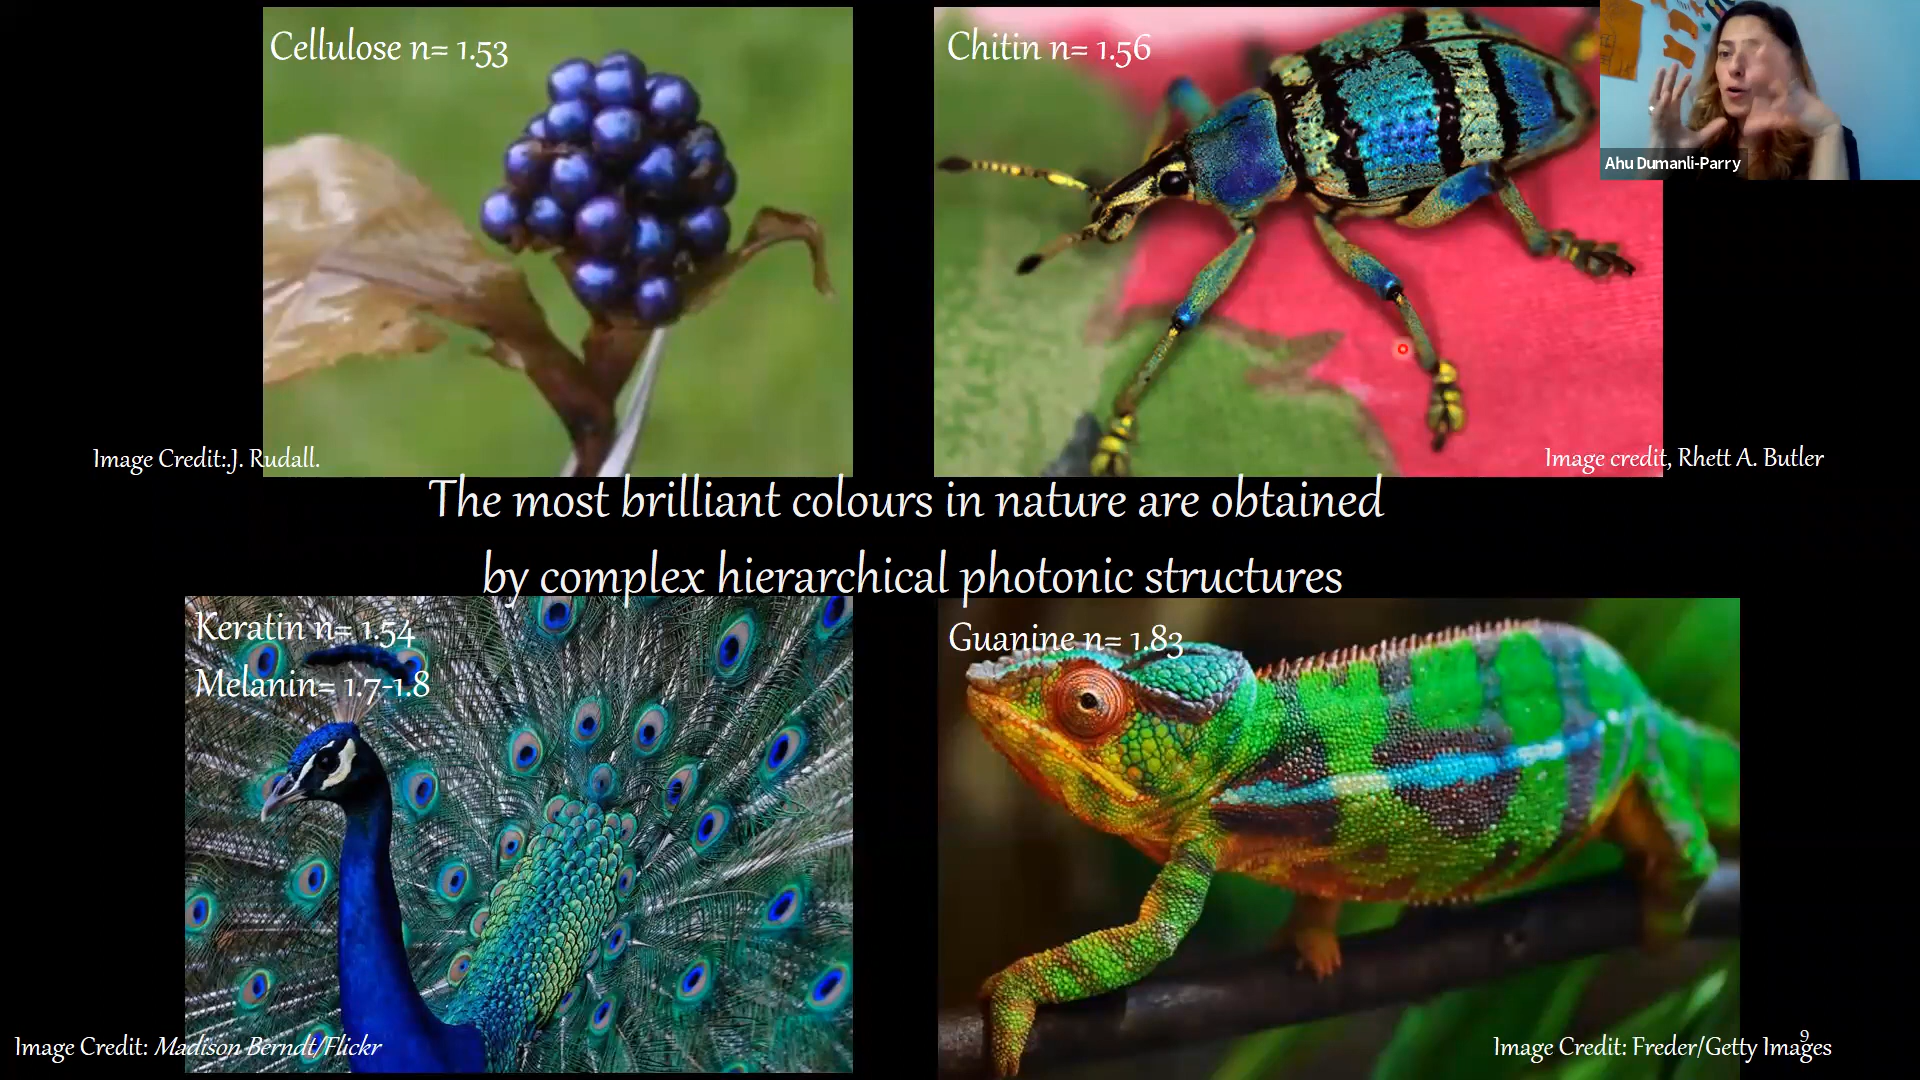 Cellulose n= 1.53
Chitin n= 1.56
Ahu Dumanli-Parry
Image Credit:.J. Rudall.
Image credit, Rhett A. Butler
The most brilliant colours in nature are obtained
by complex hierarchical photonic structures
Keratin n= 1.54
Melanin= 1.7-1.8
Guanine n= 1.83
Image Credit: Madison Berndt/Flickr
Image Credit: Freder/Getty Images
9